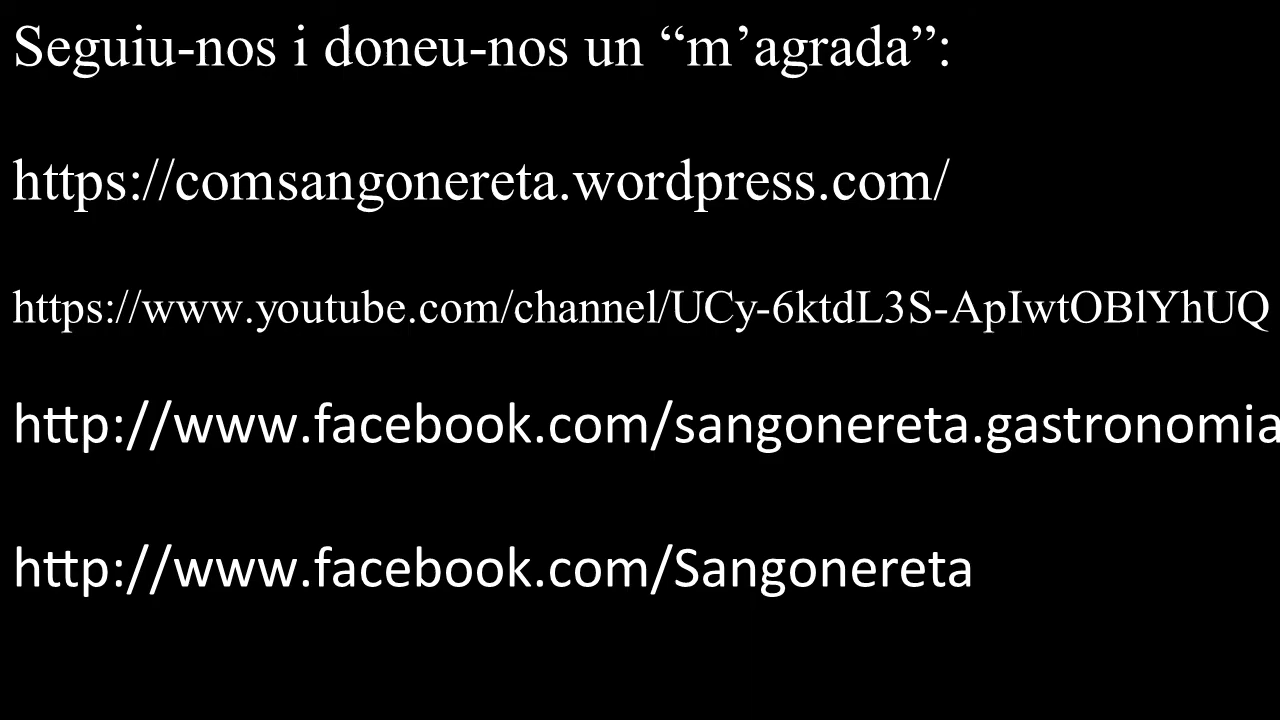 Seguiu-nos i doneu-nos un “m’agrada”:
https://comsangonereta.wordpress.com/
https://www.youtube.com/channel/UCy-6ktdL3S-ApIwtOBlYhUQ
http://www.facebook.com/sangonereta.gastronomia
http://www.facebook.com/Sangonereta